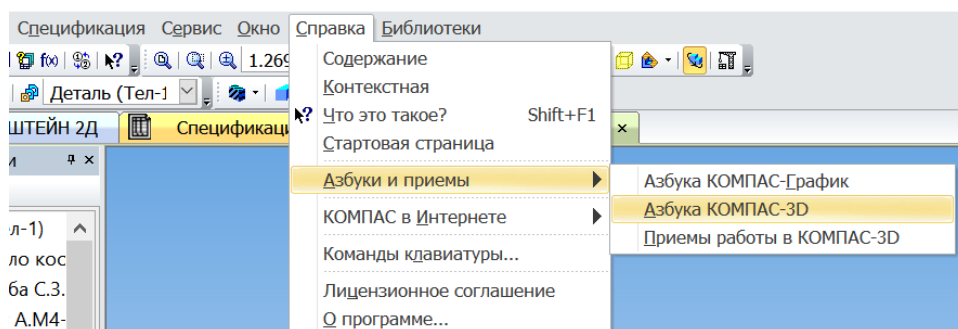 Спецификация Сервис Окно Справка Библиотеки
f(x) 1.269
Деталь (Тел-1
ШТЕЙН 2Д Спецификаци
Содержание
Контекстная
Что это такое? Shift+F1
Стартовая страница
Азбуки и приемы
КОМПАС в Интернете
Команды клавиатуры...
Лицензионное соглашение
О программе...
Азбука КОМПАС-График
Азбука КОМПАС-3D
Приемы работы в КОМПАС-3D
и
л-1)
ло кос
ба С.3.
А.М4-